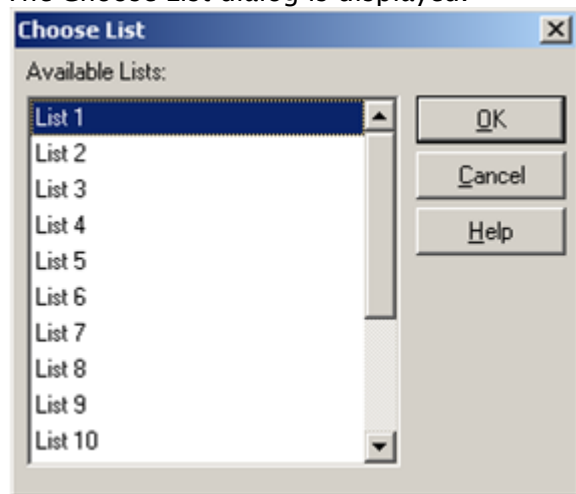 The Choose List dialog is displayed.
Choose List
Available Lists:
List 1
List 2
List 3
List 4
List 5
List 6
List 7
List 8
List 9
List 10
OK
Cancel
Help